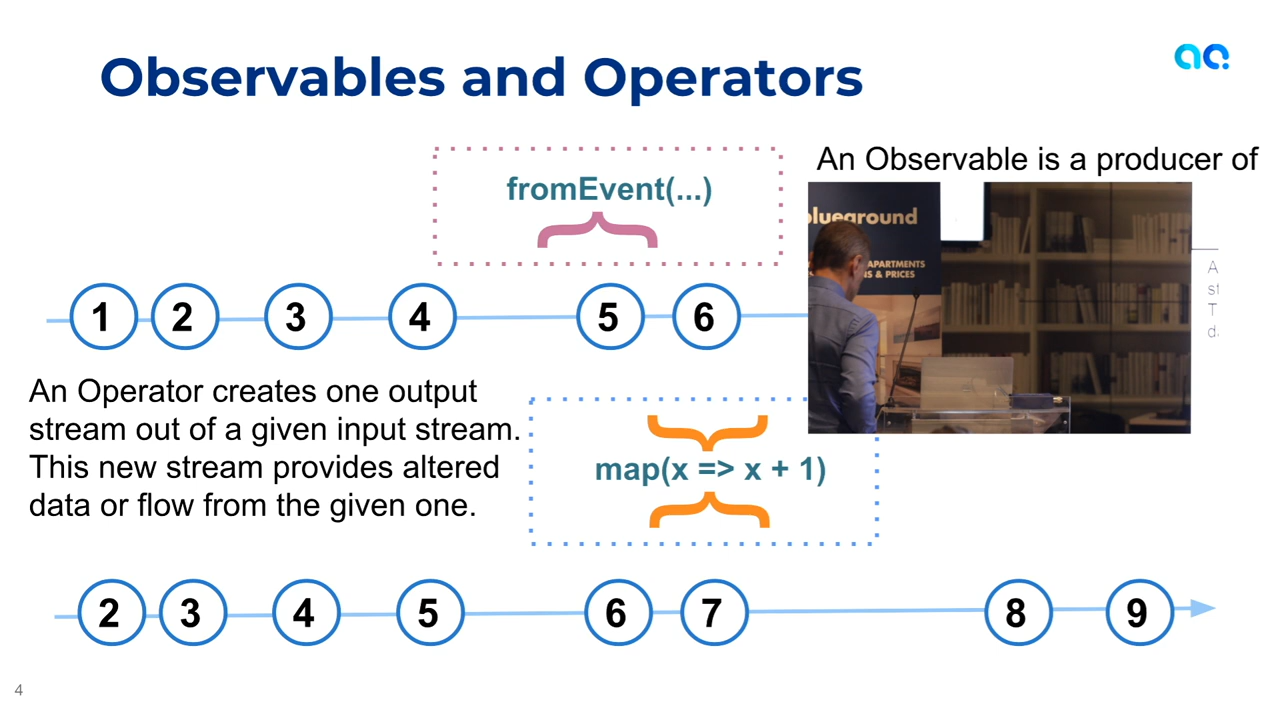 Observables and Operators
An Observable is a producer of
fromEvent(...)
blueground
APARTMENTS
& PRICES
1 2 3 4 5 6
An Operator creates one output
stream out of a given input stream.
This new stream provides altered
data or flow from the given one.
map(x => x + 1)
2 3 4 5 6 7 8 9
4